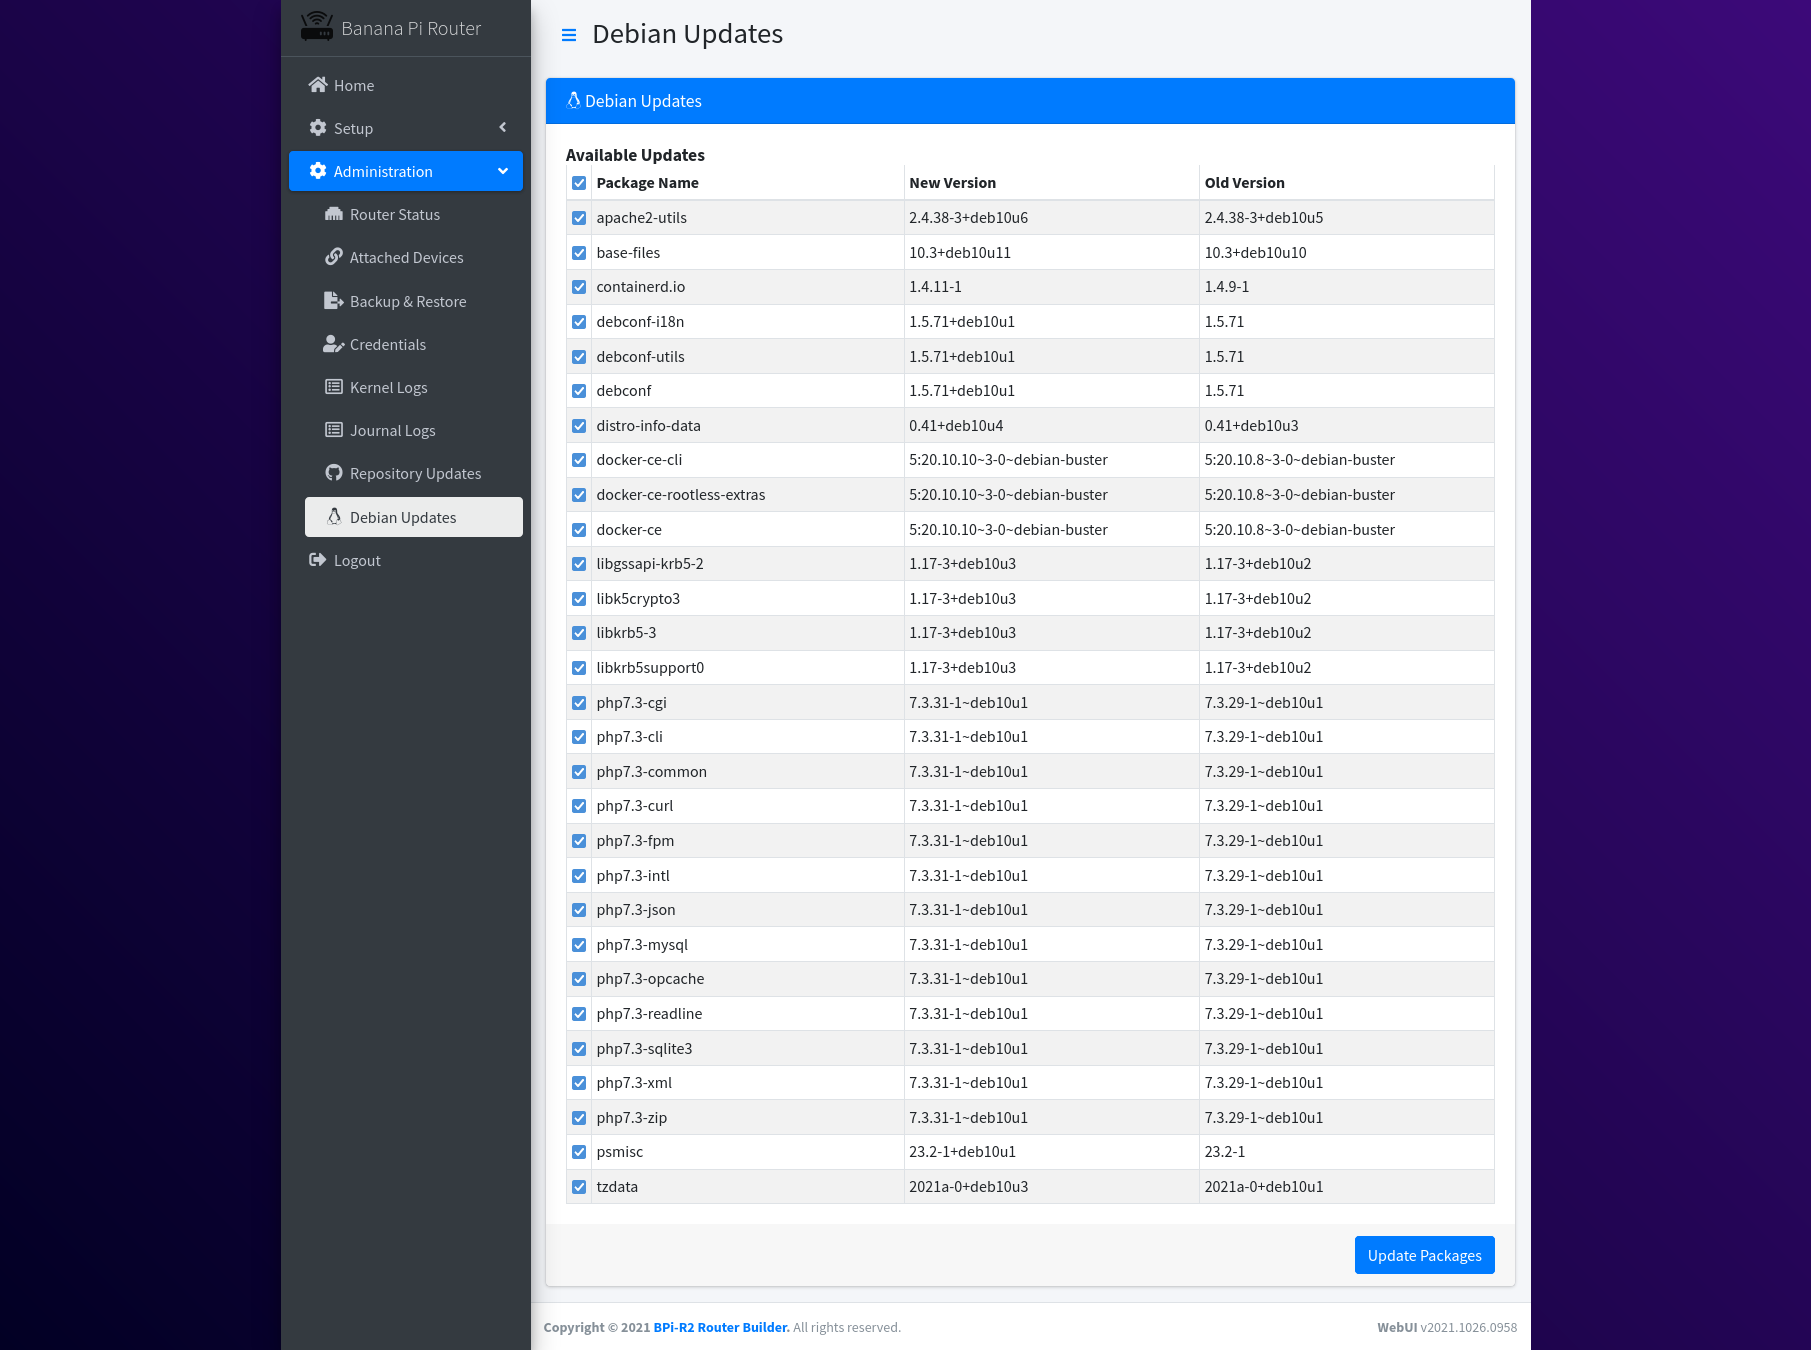 Banana Pi Router
Home
Setup
Administration
Router Status
Attached Devices
Backup & Restore
Credentials
Kernel Logs
Journal Logs
Repository Updates
Debian Updates
Logout
Debian Updates
Debian Updates
Available Updates
Package Name New Version Old Version
apache2-utils 2.4.38-3+deb10u6 2.4.38-3+deb10u5
base-files 10.3+deb10u11 10.3+deb10u10
containerd.io 1.4.11-1 1.4.9-1
debconf-i18n 1.5.71+deb10u1 1.5.71
debconf-utils 1.5.71+deb10u1 1.5.71
debconf 1.5.71+deb10u1 1.5.71
distro-info-data 0.41+deb10u4 0.41+deb10u3
docker-ce-cli 5:20.10.10~3-0~debian-buster 5:20.10.8~3-0~debian-buster
docker-ce-rootless-extras 5:20.10.10~3-0~debian-buster 5:20.10.8~3-0~debian-buster
docker-ce 5:20.10.10~3-0~debian-buster 5:20.10.8~3-0~debian-buster
libgssapi-krb5-2 1.17-3+deb10u3 1.17-3+deb10u2
libk5crypto3 1.17-3+deb10u3 1.17-3+deb10u2
libkrb5-3 1.17-3+deb10u3 1.17-3+deb10u2
libkrb5support0 1.17-3+deb10u3 1.17-3+deb10u2
php7.3-cgi 7.3.31-1~deb10u1 7.3.29-1~deb10u1
php7.3-cli 7.3.31-1~deb10u1 7.3.29-1~deb10u1
php7.3-common 7.3.31-1~deb10u1 7.3.29-1~deb10u1
php7.3-curl 7.3.31-1~deb10u1 7.3.29-1~deb10u1
php7.3-fpm 7.3.31-1~deb10u1 7.3.29-1~deb10u1
php7.3-intl 7.3.31-1~deb10u1 7.3.29-1~deb10u1
php7.3-json 7.3.31-1~deb10u1 7.3.29-1~deb10u1
php7.3-mysql 7.3.31-1~deb10u1 7.3.29-1~deb10u1
php7.3-opcache 7.3.31-1~deb10u1 7.3.29-1~deb10u1
php7.3-readline 7.3.31-1~deb10u1 7.3.29-1~deb10u1
php7.3-sqlite3 7.3.31-1~deb10u1 7.3.29-1~deb10u1
php7.3-xml 7.3.31-1~deb10u1 7.3.29-1~deb10u1
php7.3-zip 7.3.31-1~deb10u1 7.3.29-1~deb10u1
psmisc 23.2-1+deb10u1 23.2-1
tzdata 2021a-0+deb10u3 2021a-0+deb10u1
Update Packages
Copyright © 2021 BPi-R2 Router Builder. All rights reserved. WebUI v2021.1026.0958